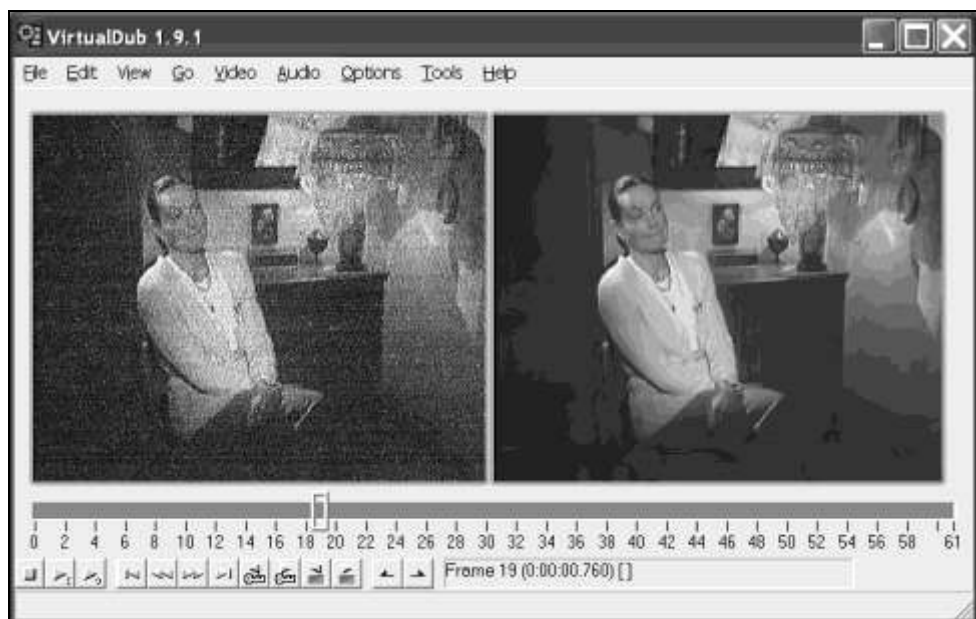 VirtualDub 1.9.1
File Edit View Go Video Audio Options Tools Help
0 2 4 6 8 10 12 14 16 18 20 22 24 26 28 30 32 34 36 38 40 42 44 46 48 50 52 54 56 58 61
Frame 19 (0:00:00.760) [ ]